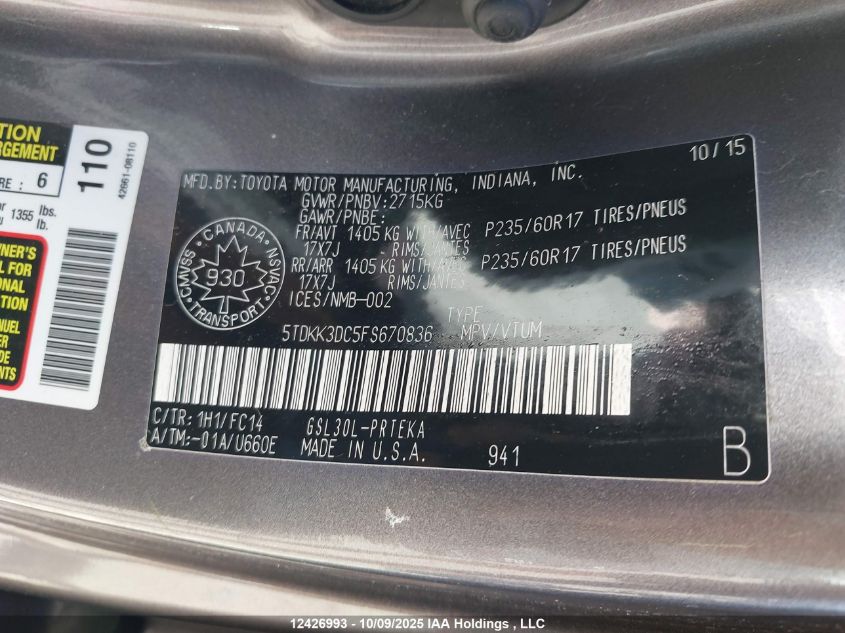 TION
RGEMENT
RE : 6
1355 lbs.
lb.
110
42661-08110
NER'S
L FOR
ONAL
ATION
NUEL
DE
NTS
10/15
MFD.BY:TOYOTA MOTOR MANUFACTURING, INDIANA, INC.
GVWR/PNBV:2715KG
GAWR/PNBE:
FR/AVT 1405 KG WITH/AVEC P235/60R17 TIRES/PNEUS
17X7J RIMS/JANTES
RR/ARR 1405 KG WITH/AVEC P235/60R17 TIRES/PNEUS
17X7J RIMS/JANTES
ICES/NMB-002
CANADA
CMVSS NSVAC
930
TRANSPORT
TYPE
5TDKK3DC5FS670836 MPV/VTUM
C/TR: 1H1/FC14 GSL30L-PRTEKA
A/TM:-01A/U660E MADE IN U.S.A. 941
B
12426993 - 10/09/2025 IAA Holdings, LLC